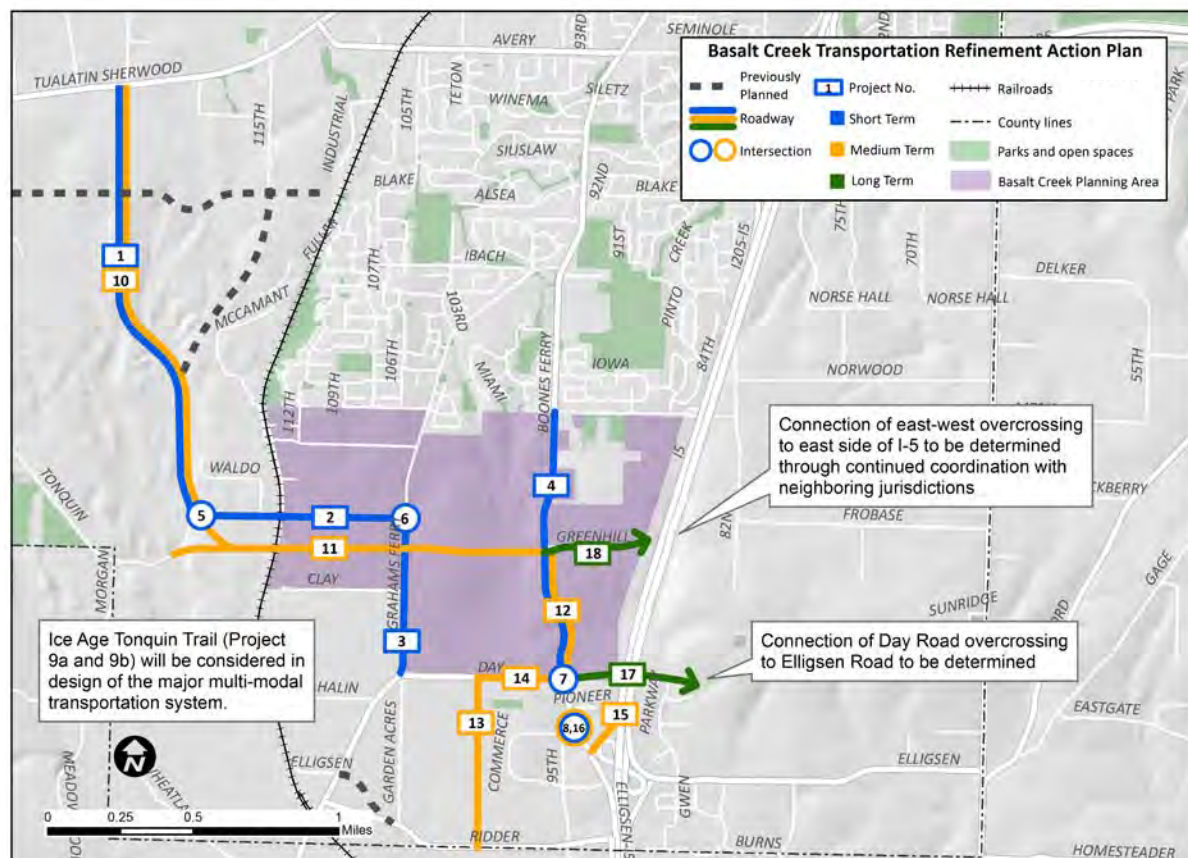 Basalt Creek Transportation Refinement Action Plan
Previously
Planned
Roadway
Intersection
1
Project No.
Short Term
Medium Term
Long Term
Railroads
County lines
Parks and open spaces
Basalt Creek Planning Area
SEMINOLE
AVERY
93RD
TUALATIN SHERWOOD
TETON
WINEMA
SILETZ
105TH
115TH
INDUSTRIAL
SIUSLAW
92ND
BLAKE
ALSEA
BLAKE
91ST
CREEK
PINTO
I205-I5
75TH
70TH
PARK
FULLER
107TH
IBACH
DELKER
1
10
MCCAMANT
103RD
NORSE HALL
NORSE HALL
106TH
109TH
112TH
MIAMI
IOWA
84TH
NORWOOD
55TH
BOONES FERRY
I5
Connection of east-west overcrossing
to east side of I-5 to be determined
through continued coordination with
neighboring jurisdictions
WALDO
TONQUIN
4
5
2
6
FROBASE
11
GREENHILL
18
CLAY
GRAHAMS FERRY
MORGAN
12
SUNRIDGE
GAGE
Ice Age Tonquin Trail (Project
9a and 9b) will be considered in
design of the major multi-modal
transportation system.
3
DAY
14
7
17
Connection of Day Road overcrossing
to Elligsen Road to be determined
PIONEER
15
PARKWAY
8,16
13
COMMERCE
95TH
GARDEN ACRES
EASTGATE
N
ELLIGSEN
ELLIGSEN
GWEN
0 0.25 0.5 1
Miles
RIDDER
BURNS
HOMESTEADER